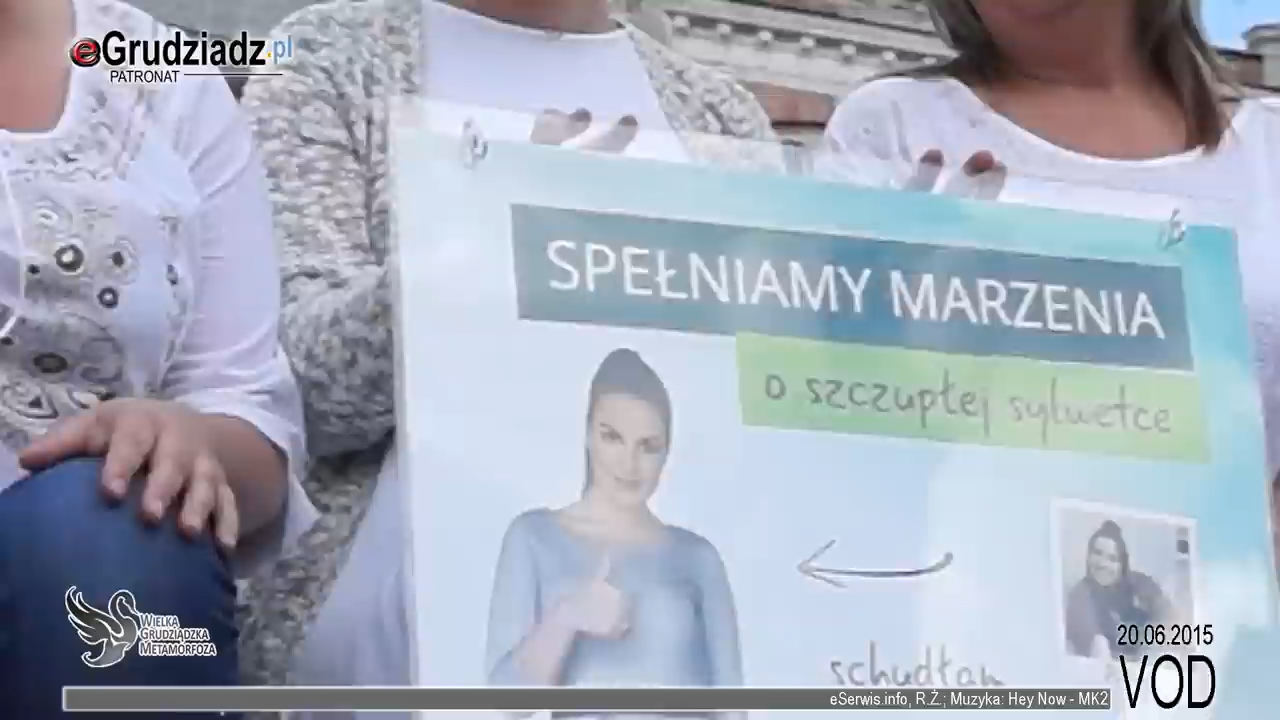 eGrudziadz.pl
PATRONAT
SPEŁNIAMY MARZENIA
o szczupłej sylwetce
schudłam
WIELKA
GRUDZIĄDZKA
METAMORFOZA
20.06.2015
VOD
eSerwis.info, R.Ż.; Muzyka: Hey Now - MK2